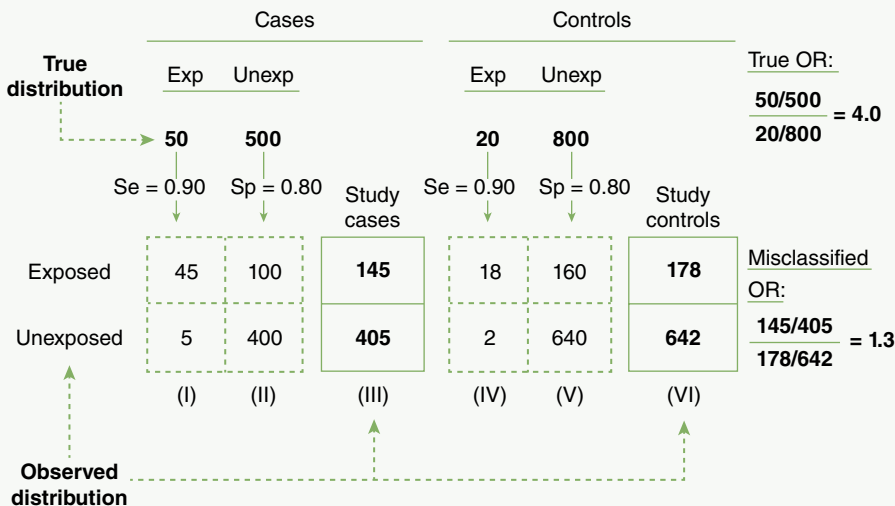 Cases Controls
True distribution
Exp Unexp Exp Unexp
True OR:
50/500
20/800
= 4.0
50 500 20 800
Se = 0.90 Sp = 0.80 Se = 0.90 Sp = 0.80
Study cases
Study controls
Exposed 45 100 145 18 160 178
Unexposed 5 400 405 2 640 642
Misclassified
OR:
145/405
178/642
= 1.3
(I) (II) (III) (IV) (V) (VI)
Observed
distribution